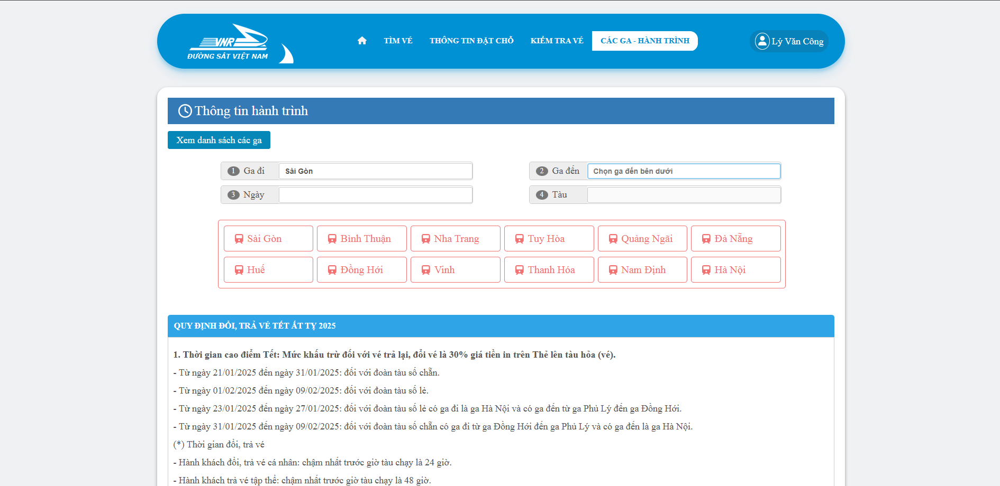 VNR
ĐƯỜNG SẮT VIỆT NAM
TÌM VÉ
THÔNG TIN ĐẶT CHỖ
KIỂM TRA VÉ
CÁC GA - HÀNH TRÌNH
Lý Văn Công
Thông tin hành trình
Xem danh sách các ga
1 Ga đi Sài Gòn
2 Ga đến Chọn ga đến bên dưới
3 Ngày
4 Tàu
Sài Gòn Bình Thuận Nha Trang Tuy Hòa Quảng Ngãi Đà Nẵng
Huế Đồng Hới Vinh Thanh Hóa Nam Định Hà Nội
QUY ĐỊNH ĐỔI, TRẢ VÉ TẾT ẤT TỴ 2025
1. Thời gian cao điểm Tết: Mức khấu trừ đối với vé trả lại, đổi vé là 30% giá tiền in trên Thẻ lên tàu hỏa (vé).
- Từ ngày 21/01/2025 đến ngày 31/01/2025: đối với đoàn tàu số chẵn.
- Từ ngày 01/02/2025 đến ngày 09/02/2025: đối với đoàn tàu số lẻ.
- Từ ngày 23/01/2025 đến ngày 27/01/2025: đối với đoàn tàu số lẻ có ga đi là ga Hà Nội và có ga đến từ ga Phủ Lý đến ga Đồng Hới.
- Từ ngày 31/01/2025 đến ngày 09/02/2025: đối với đoàn tàu số chẵn có ga đi từ ga Đồng Hới đến ga Phủ Lý và có ga đến là ga Hà Nội.
(*) Thời gian đổi, trả vé
- Hành khách đổi, trả vé cá nhân: chậm nhất trước giờ tàu chạy là 24 giờ.
- Hành khách trả vé tập thể: chậm nhất trước giờ tàu chạy là 48 giờ.